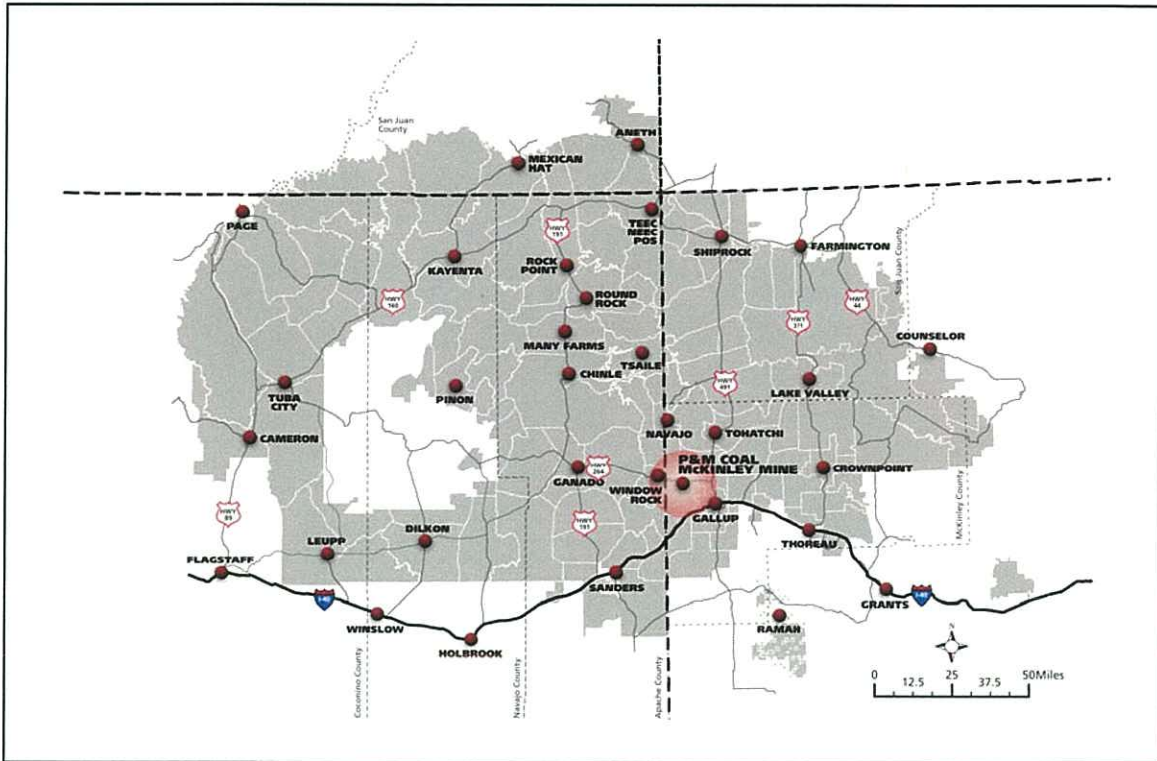 San Juan
County
ANETH
MEXICAN
HAT
PAGE
TEEC
NEEC
POS
HWY
191
SHIPROCK
FARMINGTON
San Juan County
KAYENTA
ROCK
POINT
HWY
160
ROUND
ROCK
HWY
44
HWY
371
MANY FARMS
COUNSELOR
TSAILE
CHINLE
HWY
491
LAKE VALLEY
TUBA
CITY
PINON
NAVAJO
TOHATCHI
CAMERON
P&M COAL
McKINLEY MINE
HWY
264
GANADO
WINDOW
ROCK
CROWNPOINT
McKinley County
HWY
89
HWY
191
GALLUP
DILKON
LEUPP
THOREAU
FLAGSTAFF
SANDERS
GRANTS
I-40
I-40
WINSLOW
RAMAH
HOLBROOK
N
Coconino County
Navajo County
Apache County
0 25 50Miles
12.5 37.5